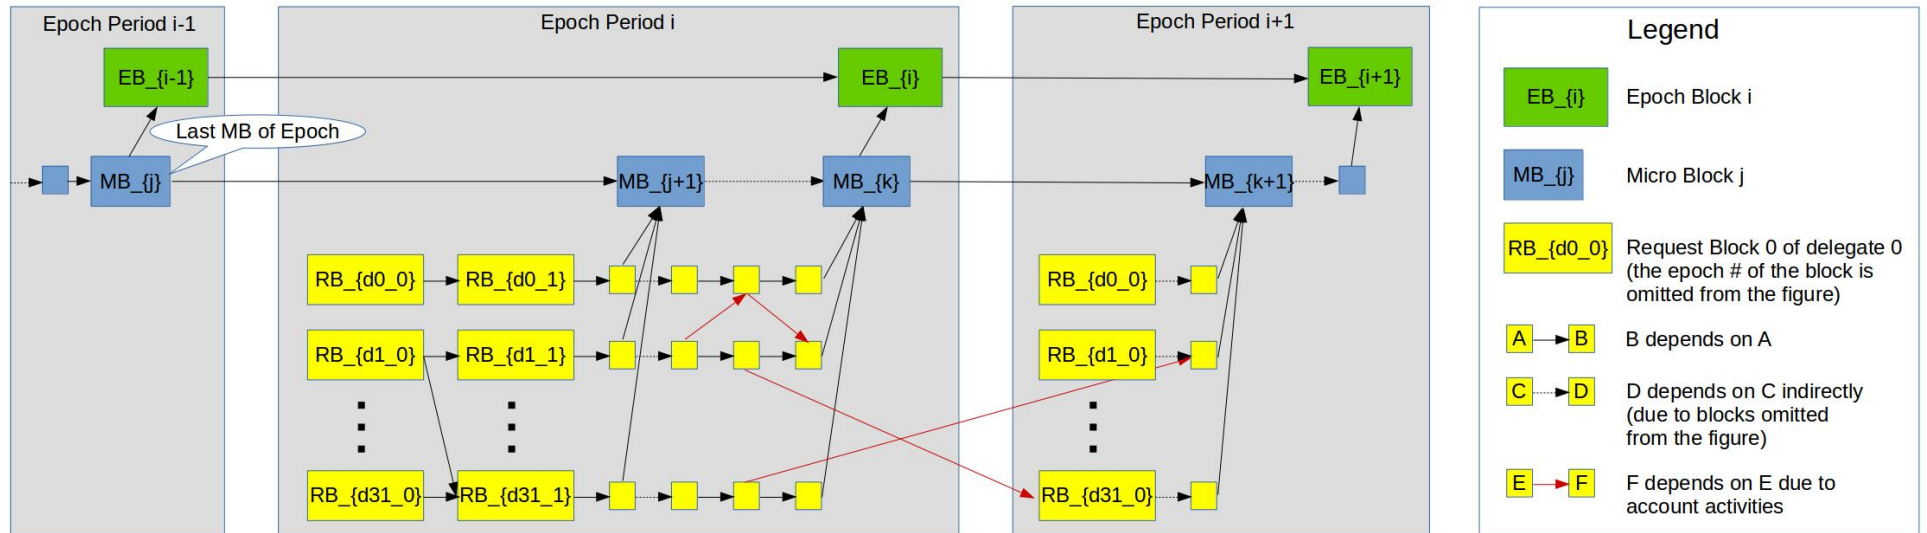 Epoch Period i-1
EB_{i-1}
Last MB of Epoch
MB_{j}
Epoch Period i
EB_{i}
MB_{j+1}
MB_{k}
RB_{d0_0}
RB_{d0_1}
RB_{d1_0}
RB_{d1_1}
RB_{d31_0}
RB_{d31_1}
Epoch Period i+1
EB_{i+1}
MB_{k+1}
RB_{d0_0}
RB_{d1_0}
RB_{d31_0}
Legend
EB_{i}
Epoch Block i
MB_{j}
Micro Block j
RB_{d0_0}
Request Block 0 of delegate 0
(the epoch # of the block is
omitted from the figure)
A
B
B depends on A
C
D
D depends on C indirectly
(due to blocks omitted
from the figure)
E
F
F depends on E due to
account activities